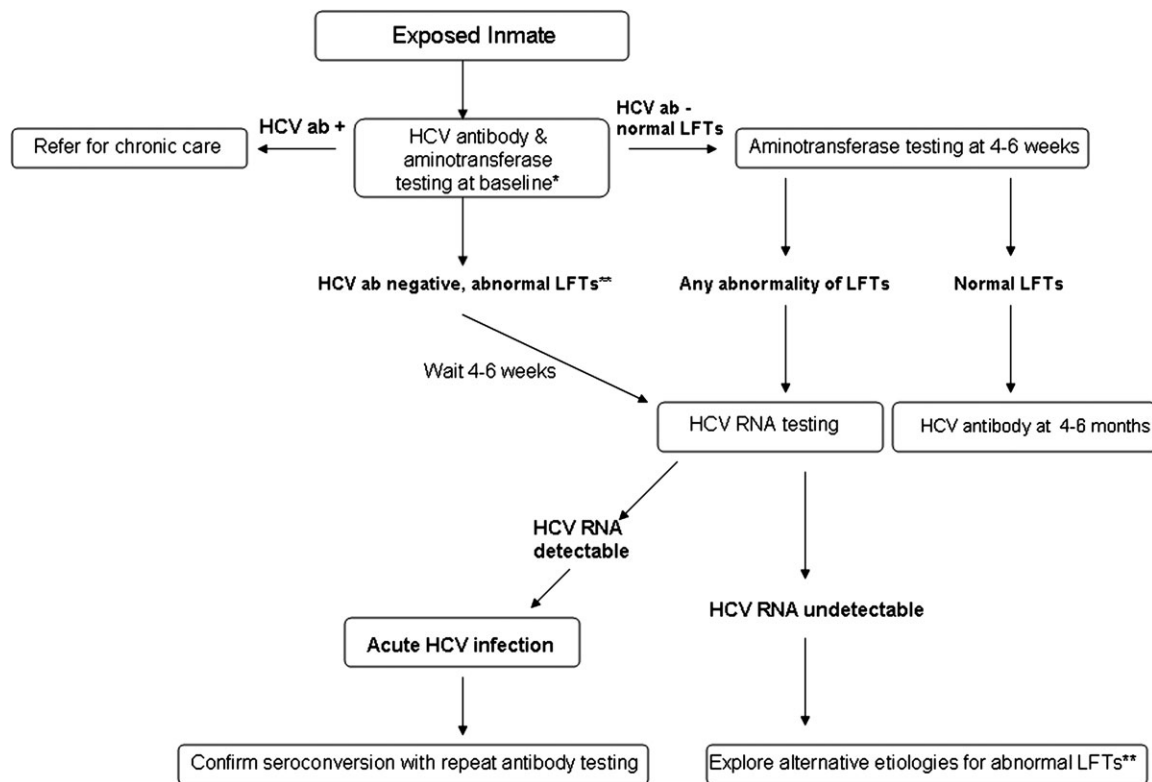 Exposed Inmate
HCV ab +
HCV ab -
normal LFTs
Refer for chronic care
HCV antibody &
aminotransferase
testing at baseline*
Aminotransferase testing at 4-6 weeks
HCV ab negative, abnormal LFTs**
Any abnormality of LFTs
Normal LFTs
Wait 4-6 weeks
HCV RNA testing
HCV antibody at 4-6 months
HCV RNA
detectable
HCV RNA undetectable
Acute HCV infection
Confirm seroconversion with repeat antibody testing
Explore alternative etiologies for abnormal LFTs**